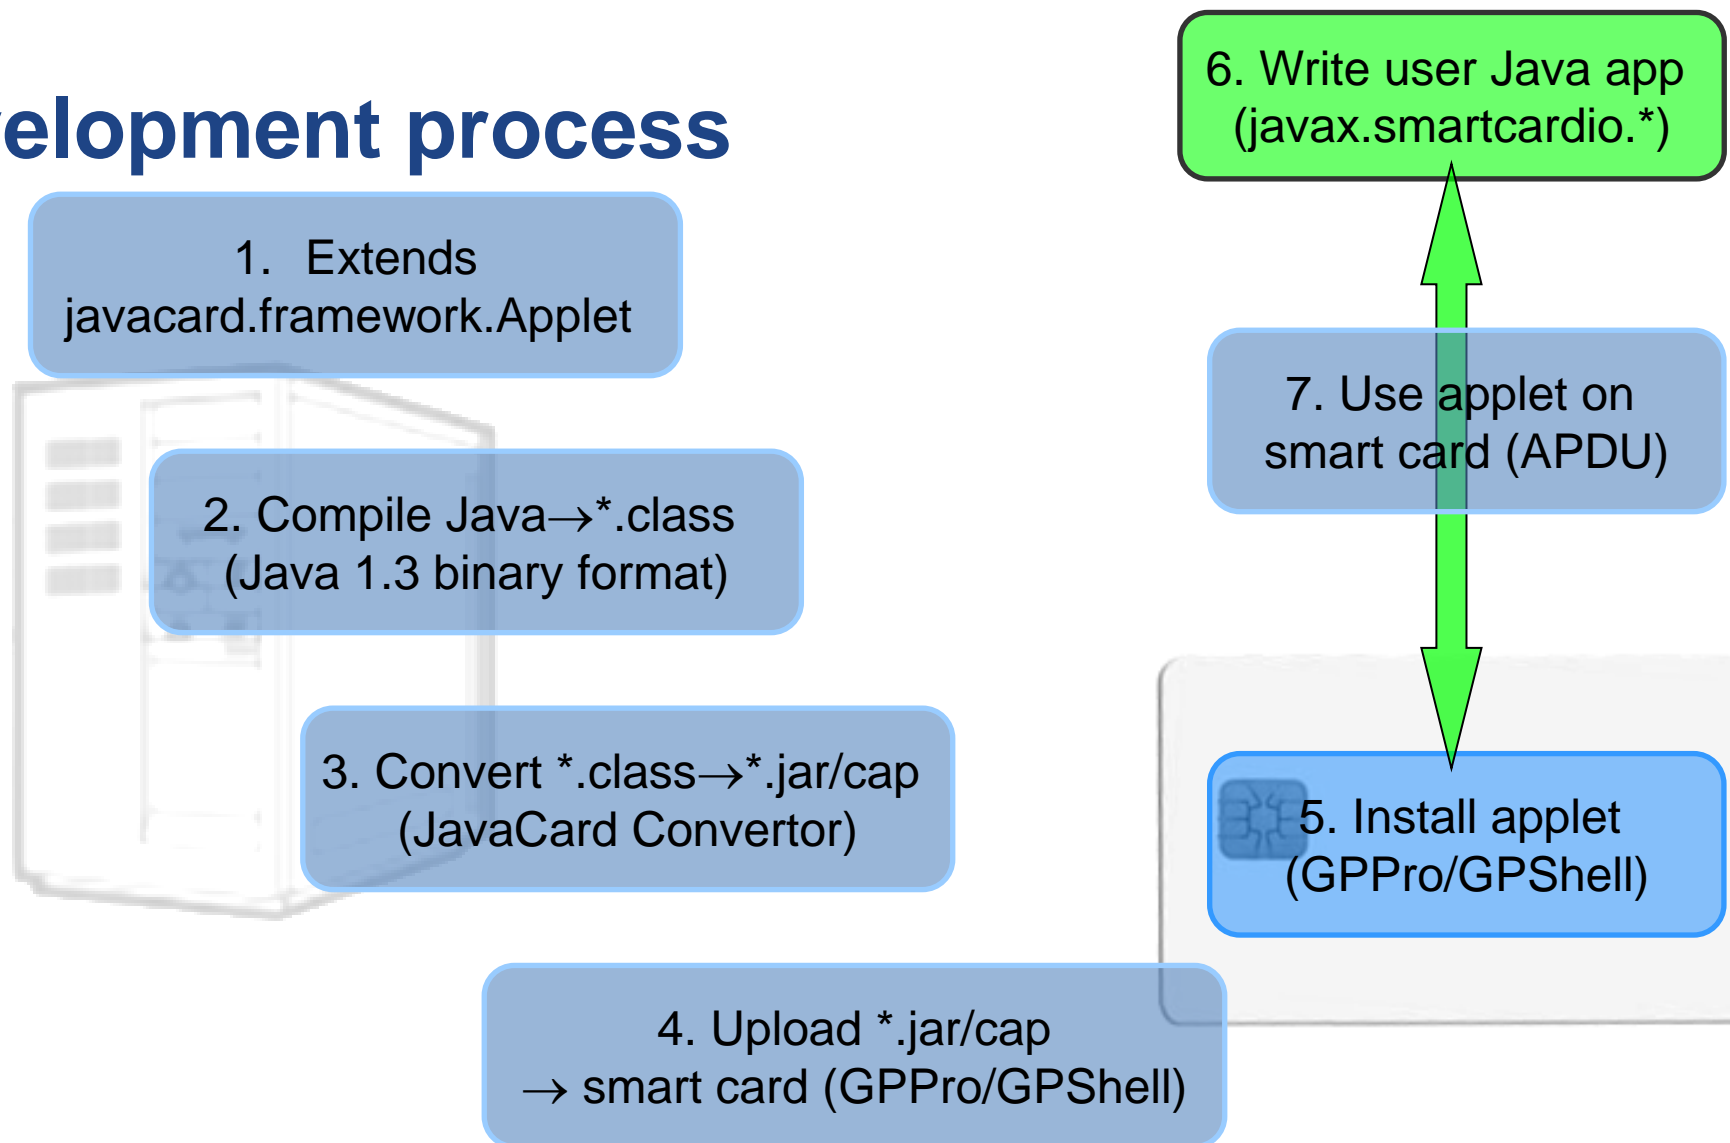 velopment process
1. Extends
javacard.framework.Applet
2. Compile Java→*.class
(Java 1.3 binary format)
3. Convert *.class→*.jar/cap
(JavaCard Convertor)
4. Upload *.jar/cap
→ smart card (GPPro/GPShell)
5. Install applet
(GPPro/GPShell)
6. Write user Java app
(javax.smartcardio.*)
7. Use applet on
smart card (APDU)